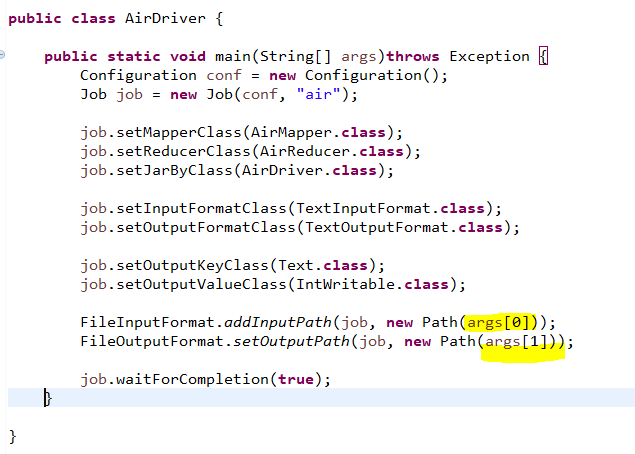 public class AirDriver {
public static void main(String[] args)throws Exception {
Configuration conf = new Configuration();
Job job = new Job(conf, "air");
job.setMapperClass(AirMapper.class);
job.setReducerClass(AirReducer.class);
job.setJarByClass(AirDriver.class);
job.setInputFormatClass(TextInputFormat.class);
job.setOutputFormatClass(TextOutputFormat.class);
job.setOutputKeyClass(Text.class);
job.setOutputValueClass(IntWritable.class);
FileInputFormat.addInputPath(job, new Path(args[0]));
FileOutputFormat.setOutputPath(job, new Path(args[1]));
job.waitForCompletion(true);
}
}